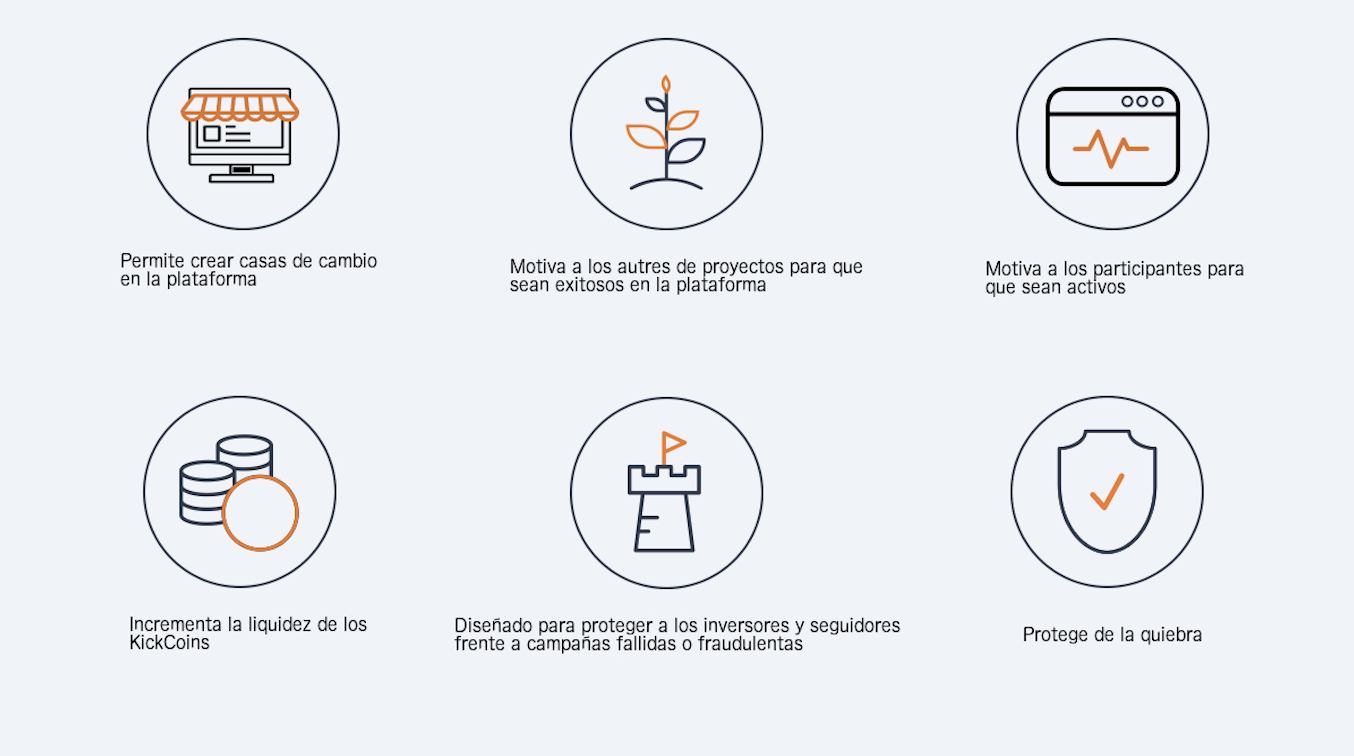 Permite crear casas de cambio
en la plataforma
Motiva a los autres de proyectos para que
sean exitosos en la plataforma
Motiva a los participantes para
que sean activos
Incrementa la liquidez de los
KickCoins
Diseñado para proteger a los inversores y seguidores
frente a campañas fallidas o fraudulentas
Protege de la quiebra